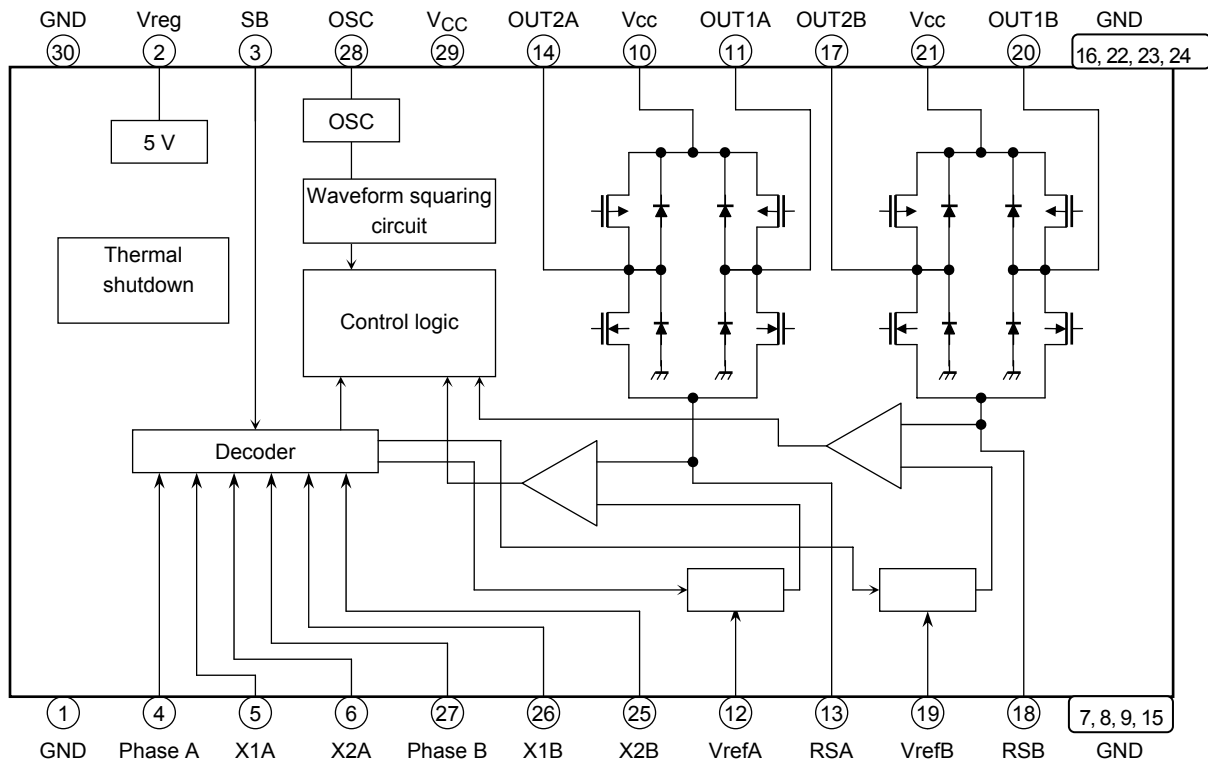 GND Vreg SB OSC VCC OUT2A Vcc OUT1A OUT2B Vcc OUT1B GND
30 2 3 28 29 14 10 11 17 21 20 16, 22, 23, 24
5 V
OSC
Waveform squaring
circuit
Thermal
shutdown
Control logic
Decoder
1 4 5 6 27 26 25 12 13 19 18 7, 8, 9, 15
GND Phase A X1A X2A Phase B X1B X2B VrefA RSA VrefB RSB GND